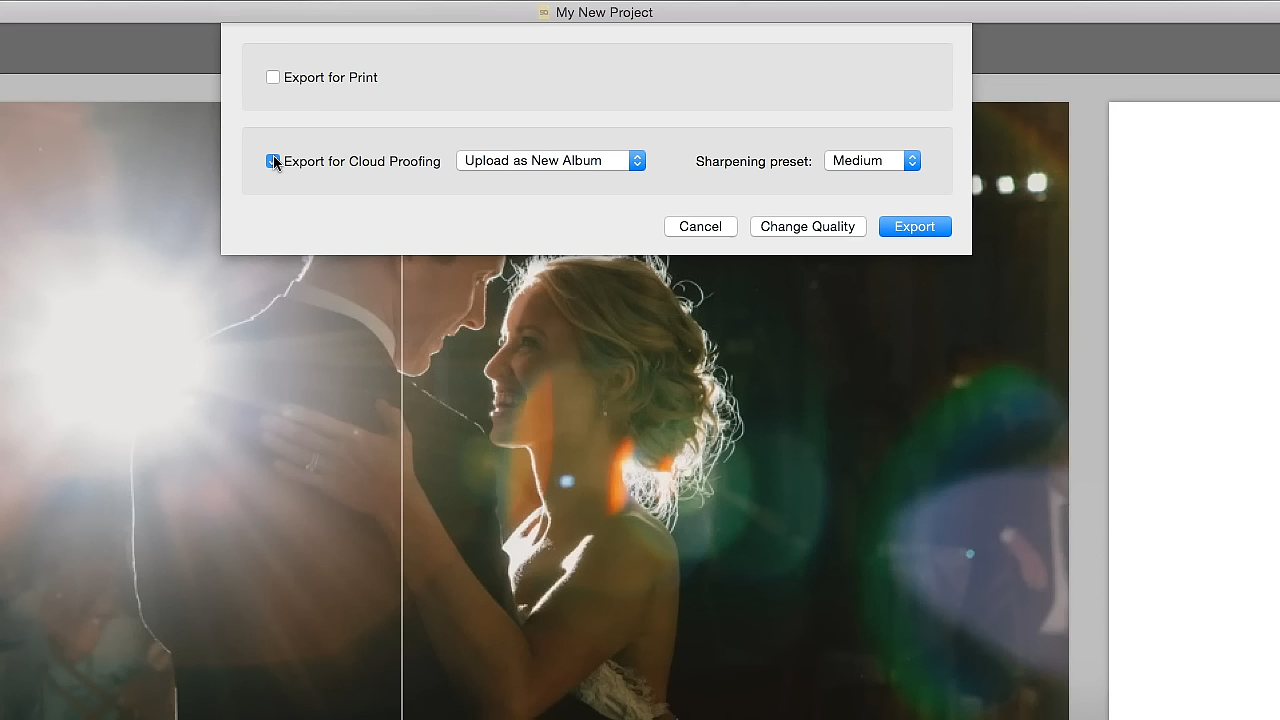 My New Project
Export for Print
Export for Cloud Proofing Upload as New Album Sharpening preset: Medium
Cancel Change Quality Export